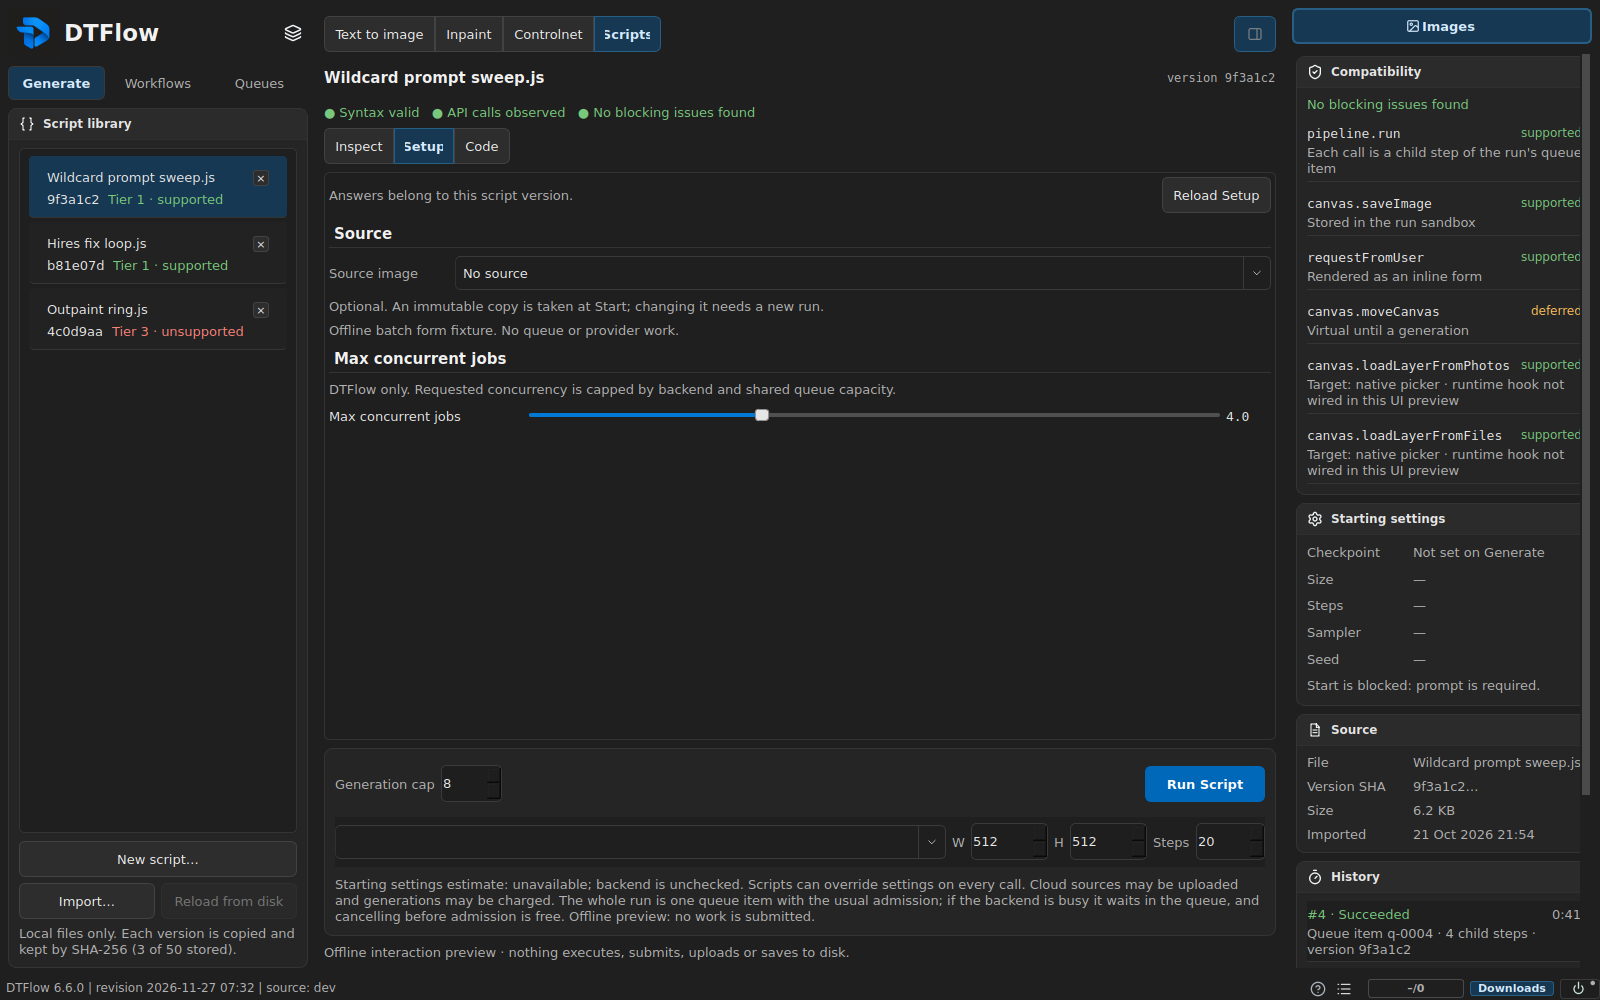 DTFlow
Generate
Workflows
Queues
Script library
Wildcard prompt sweep.js
9f3a1c2 Tier 1 · supported
Hires fix loop.js
b81e07d Tier 1 · supported
Outpaint ring.js
4c0d9aa Tier 3 · unsupported
New script...
Import...
Reload from disk
Local files only. Each version is copied and
kept by SHA-256 (3 of 50 stored).
Text to image
Inpaint
Controlnet
Scripts
Wildcard prompt sweep.js
version 9f3a1c2
Syntax valid
API calls observed
No blocking issues found
Inspect
Setup
Code
Answers belong to this script version.
Reload Setup
Source
Source image
No source
Optional. An immutable copy is taken at Start; changing it needs a new run.
Offline batch form fixture. No queue or provider work.
Max concurrent jobs
DTFlow only. Requested concurrency is capped by backend and shared queue capacity.
Max concurrent jobs
4.0
Generation cap
8
Run Script
W
512
H
512
Steps
20
Starting settings estimate: unavailable; backend is unchecked. Scripts can override settings on every call. Cloud sources may be uploaded
and generations may be charged. The whole run is one queue item with the usual admission; if the backend is busy it waits in the queue, and
cancelling before admission is free. Offline preview: no work is submitted.
Offline interaction preview · nothing executes, submits, uploads or saves to disk.
Images
Compatibility
No blocking issues found
pipeline.run
supported
Each call is a child step of the run's queue
item
canvas.saveImage
supported
Stored in the run sandbox
requestFromUser
supported
Rendered as an inline form
canvas.moveCanvas
deferred
Virtual until a generation
canvas.loadLayerFromPhotos
supported
Target: native picker · runtime hook not
wired in this UI preview
canvas.loadLayerFromFiles
supported
Target: native picker · runtime hook not
wired in this UI preview
Starting settings
Checkpoint
Not set on Generate
Size
—
Steps
—
Sampler
—
Seed
—
Start is blocked: prompt is required.
Source
File
Wildcard prompt sweep.js
Version SHA
9f3a1c2...
Size
6.2 KB
Imported
21 Oct 2026 21:54
History
#4 · Succeeded
0:41
Queue item q-0004 · 4 child steps ·
version 9f3a1c2
DTFlow 6.6.0 | revision 2026-11-27 07:32 | source: dev
-/0
Downloads